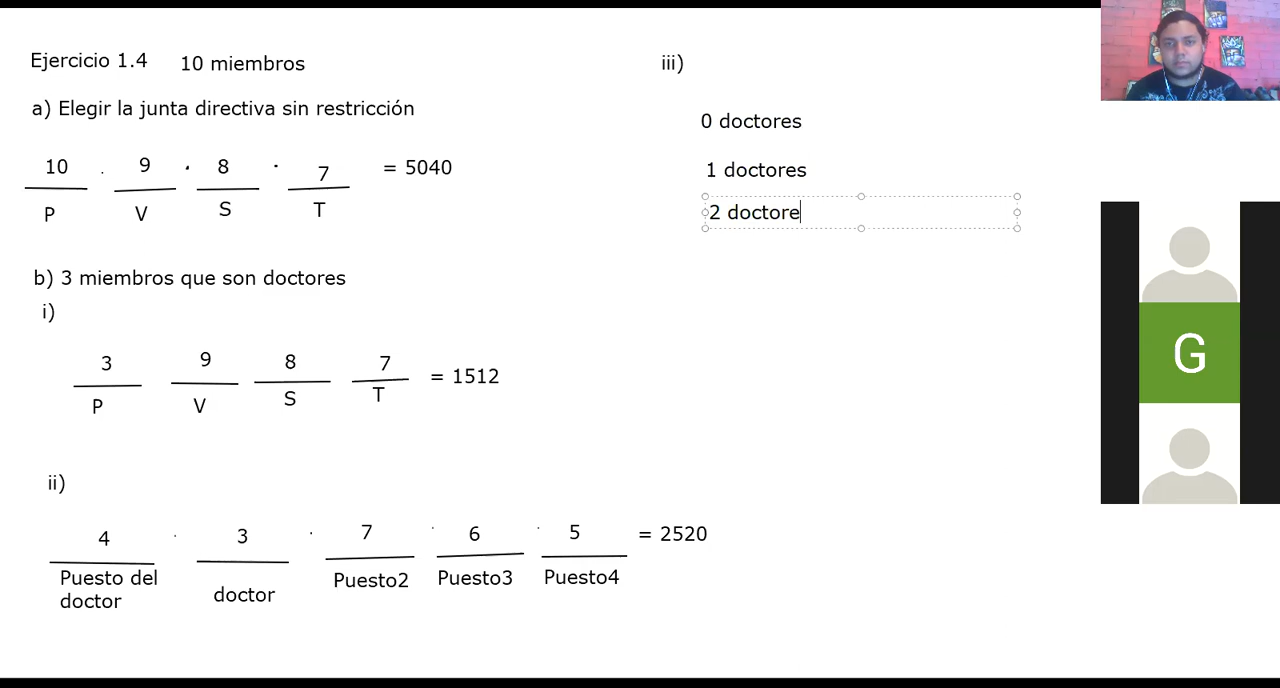 Ejercicio 1.4 10 miembros
a) Elegir la junta directiva sin restricción
10 . 9 . 8 . 7 = 5040
P V S T
b) 3 miembros que son doctores
i)
3 9 8 7 = 1512
P V S T
ii)
4 . 3 . 7 . 6 . 5 = 2520
Puesto del doctor doctor Puesto2 Puesto3 Puesto4
iii)
0 doctores
1 doctores
2 doctore
G